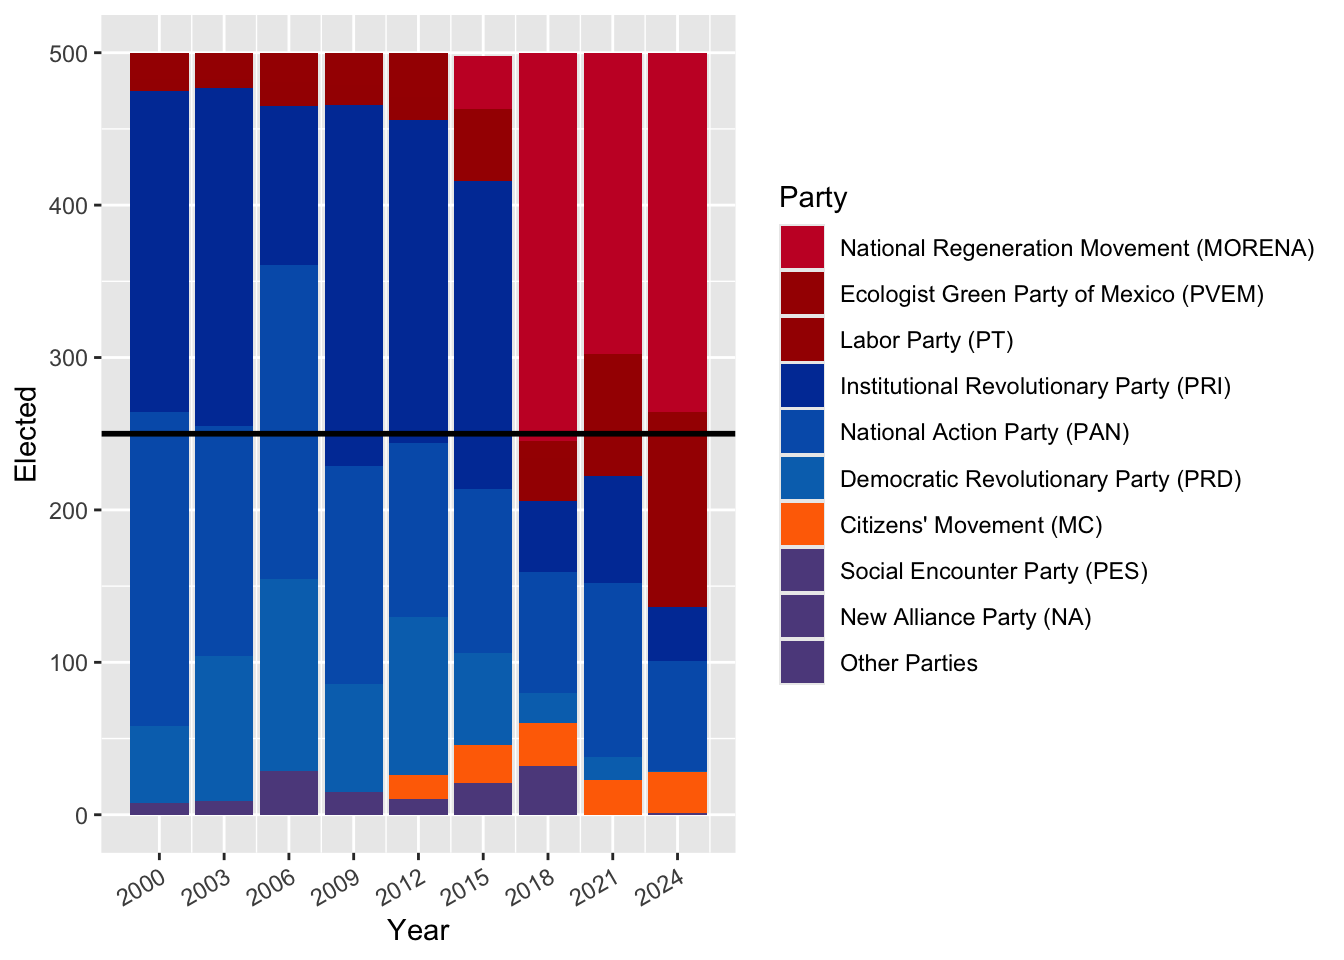 500
400
300
200
100
0
Elected
2000
2003
2006
2009
2012
2015
2018
2021
2024
Year
Party
National Regeneration Movement (MORENA)
Ecologist Green Party of Mexico (PVEM)
Labor Party (PT)
Institutional Revolutionary Party (PRI)
National Action Party (PAN)
Democratic Revolutionary Party (PRD)
Citizens' Movement (MC)
Social Encounter Party (PES)
New Alliance Party (NA)
Other Parties